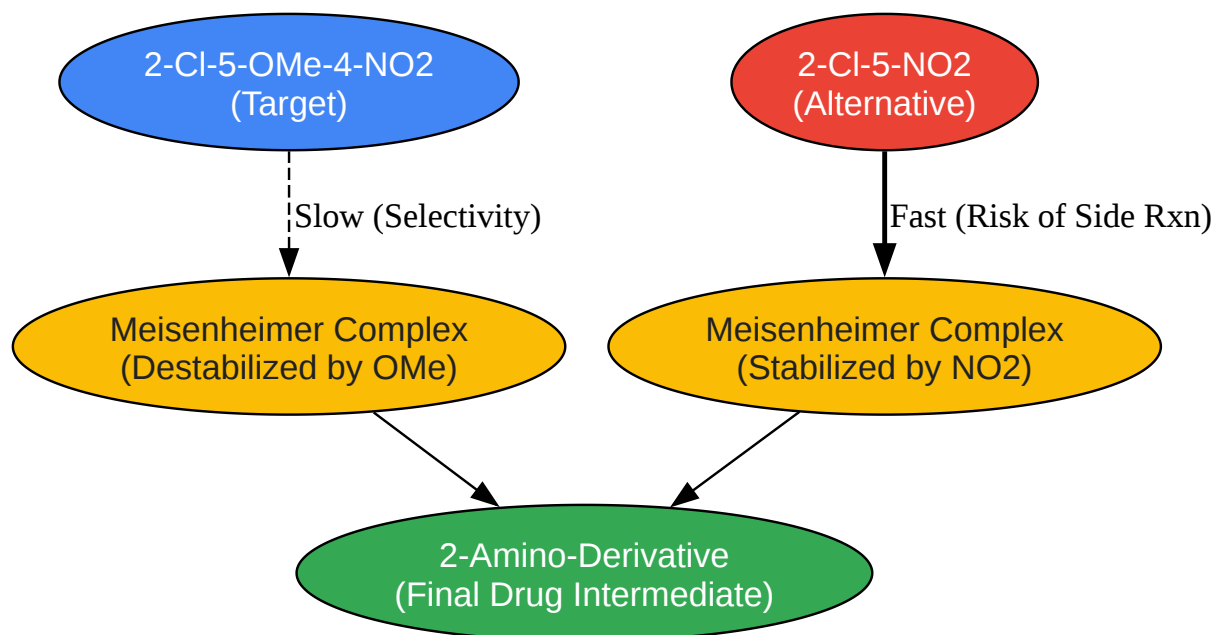 2-Cl-5-OMe-4-NO2
(Target)
2-Cl-5-NO2
(Alternative)
Slow (Selectivity)
Fast (Risk of Side Rxn)
Meisenheimer Complex
(Destabilized by OMe)
Meisenheimer Complex
(Stabilized by NO2)
2-Amino-Derivative
(Final Drug Intermediate)